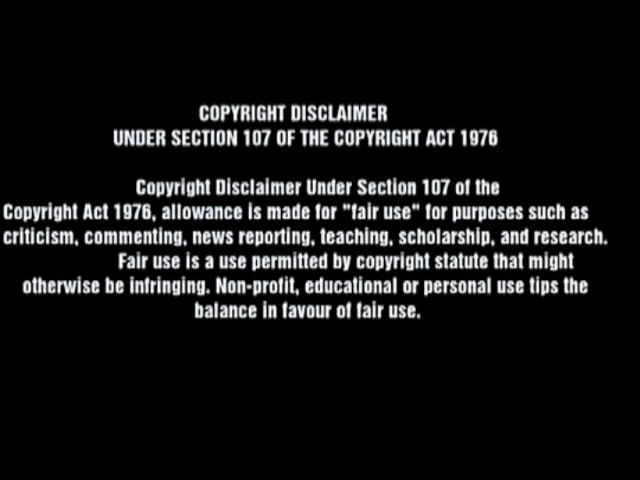 COPYRIGHT DISCLAIMER
UNDER SECTION 107 OF THE COPYRIGHT ACT 1976
Copyright Disclaimer Under Section 107 of the
Copyright Act 1976, allowance is made for "fair use" for purposes such as
criticism, commenting, news reporting, teaching, scholarship, and research.
Fair use is a use permitted by copyright statute that might
otherwise be infringing. Non-profit, educational or personal use tips the
balance in favour of fair use.